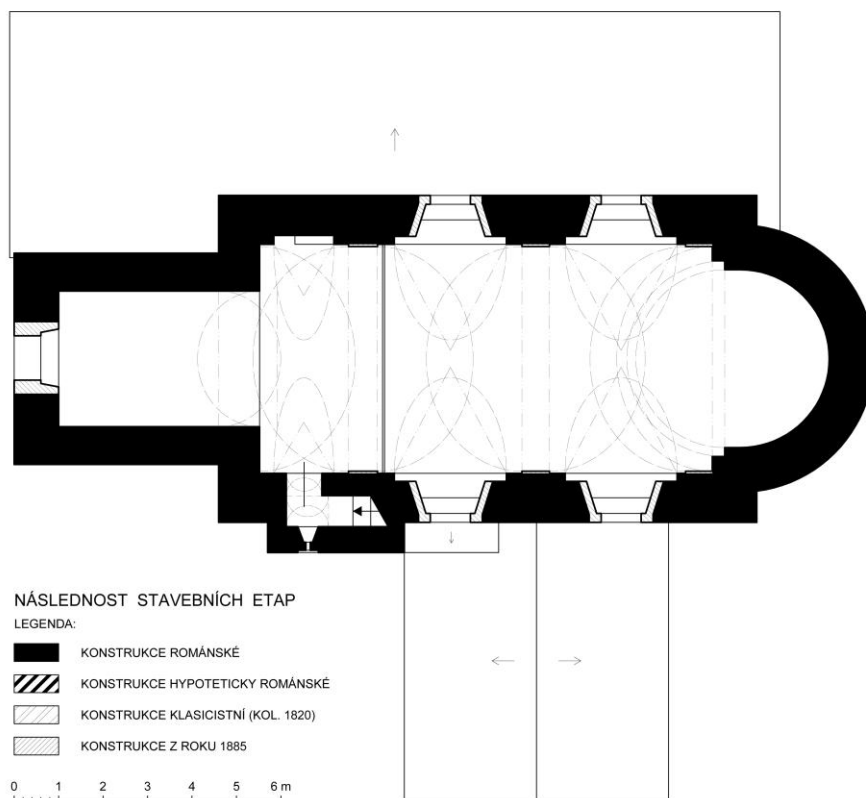 NÁSLEDNOST STAVEBNÍCH ETAP
LEGENDA:
KONSTRUKCE ROMÁNSKÉ
KONSTRUKCE HYPOTETICKY ROMÁNSKÉ
KONSTRUKCE KLASICISTNÍ (KOL. 1820)
KONSTRUKCE Z ROKU 1885
0 1 2 3 4 5 6 m